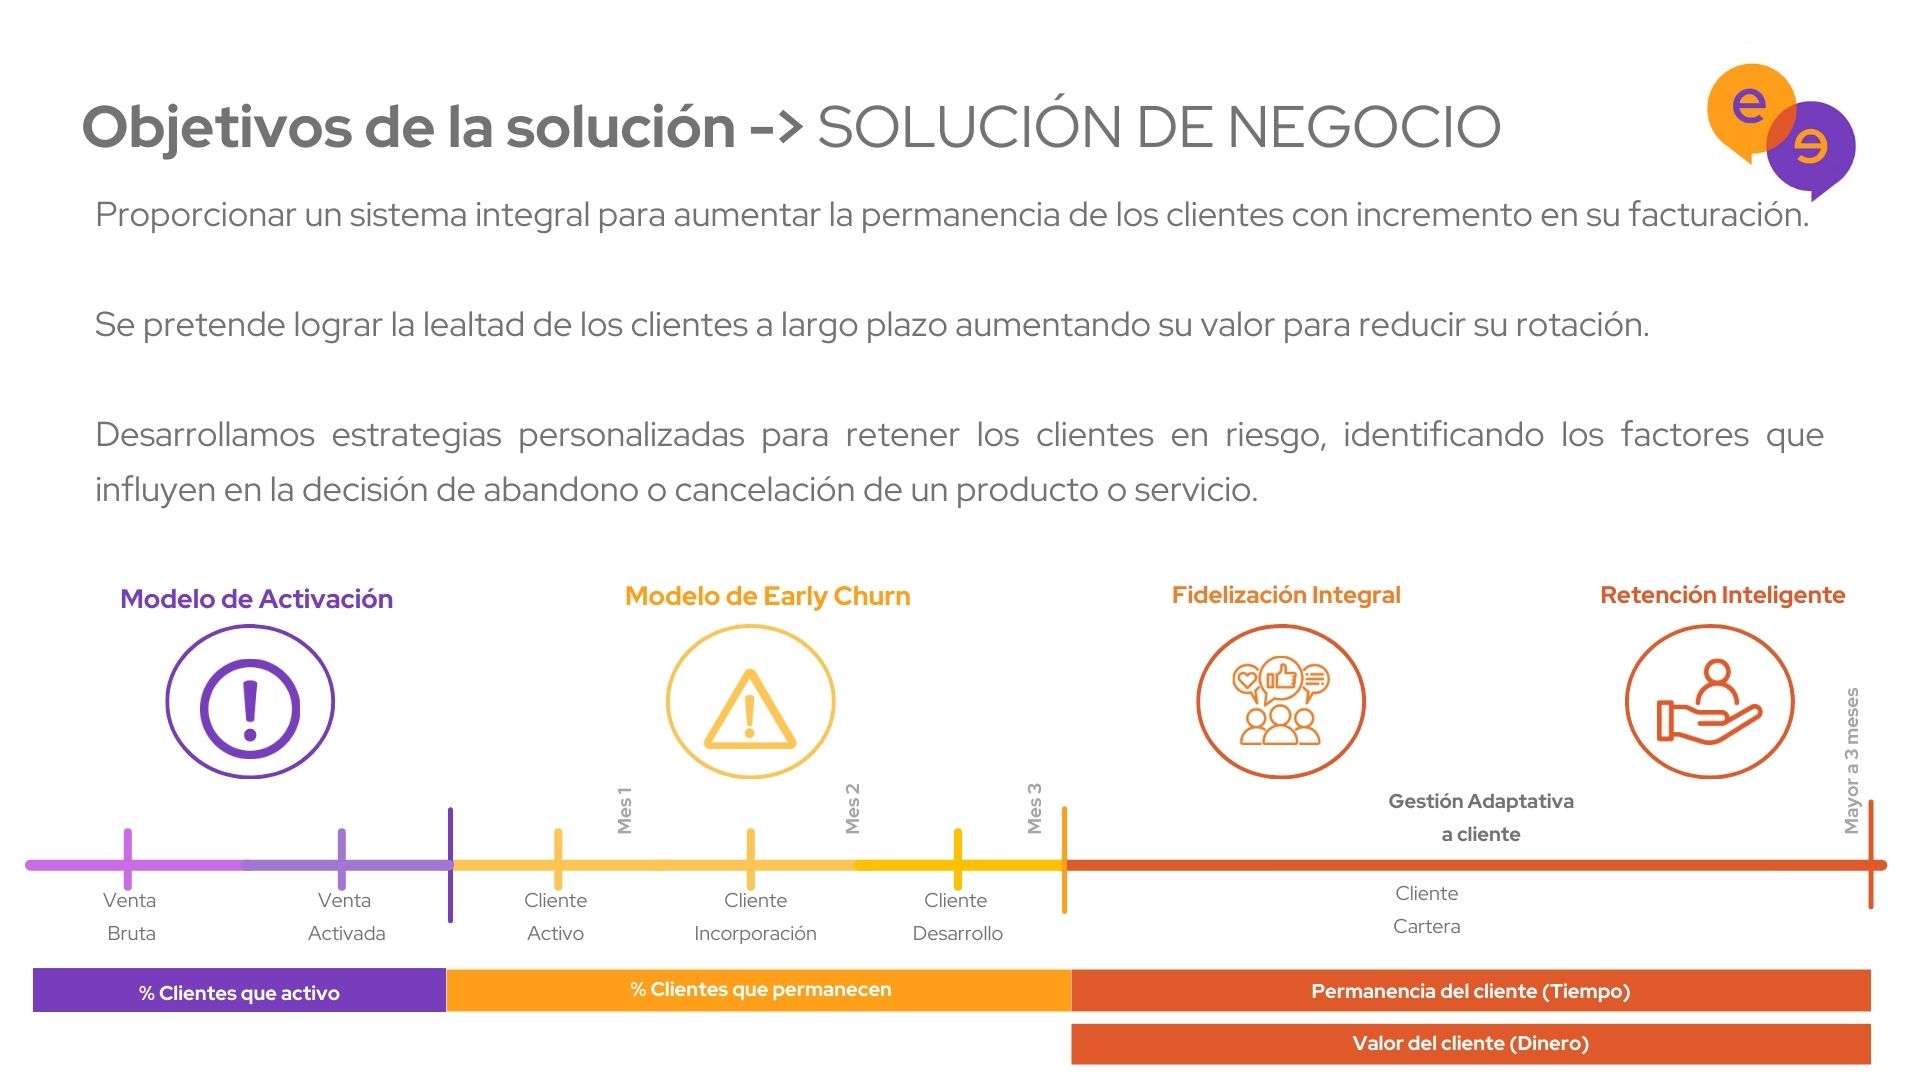 Objetivos de la solución -> SOLUCIÓN DE NEGOCIO
e
e
Proporcionar un sistema integral para aumentar la permanencia de los clientes con incremento en su facturación.
Se pretende lograr la lealtad de los clientes a largo plazo aumentando su valor para reducir su rotación.
Desarrollamos estrategias personalizadas para retener los clientes en riesgo, identificando los factores que
influyen en la decisión de abandono o cancelación de un producto o servicio.
Modelo de Activación
Modelo de Early Churn
Fidelización Integral
Retención Inteligente
Mes 1
Mes 2
Mes 3
Gestión Adaptativa
a cliente
Mayor a 3 meses
Venta
Bruta
Venta
Activada
Cliente
Activo
Cliente
Incorporación
Cliente
Desarrollo
Cliente
Cartera
% Clientes que activo
% Clientes que permanecen
Permanencia del cliente (Tiempo)
Valor del cliente (Dinero)